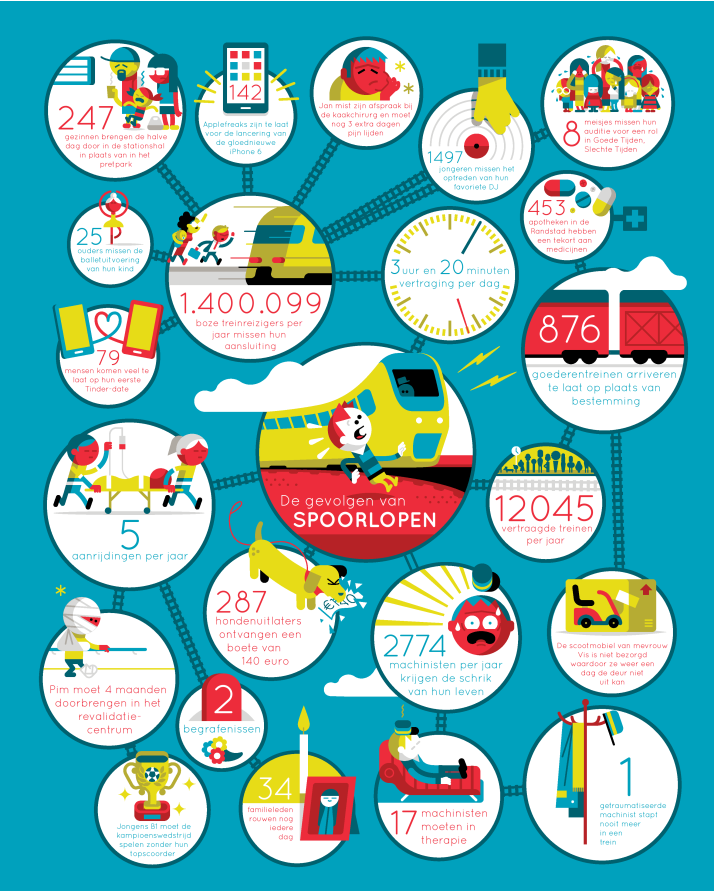 247
gezinnen brengen de halve
dag door in de stationshal
in plaats van in het
pretpark
142
Applefreaks zijn te laat
voor de lancering van
de gloednieuwe
iPhone 6
Jan mist zijn afspraak bij
de kaakchirurg en moet
nog 3 extra dagen
pijn lijden
1497
jongeren missen het
optreden van hun
favoriete DJ
8
meisjes missen hun
auditie voor een rol
in Goede Tijden,
Slechte Tijden
25
ouders missen de
balletuitvoering
van hun kind
1.400.099
boze treinreizigers per
jaar missen hun
aansluiting
3 uur en 20 minuten
vertraging per dag
453
apotheken in de
Randstad hebben
een tekort aan
medicijnen
79
mensen komen veel te
laat op hun eerste
Tinder-date
876
goederentreinen arriveren
te laat op plaats van
bestemming
De gevolgen van
SPOORLOPEN
5
aanrijdingen per jaar
12045
vertraagde treinen
per jaar
287
hondenuitlaters
ontvangen een
boete van
140 euro
2774
machinisten per jaar
krijgen de schrik
van hun leven
De scootmobiel van mevrouw
Vis is niet bezorgd
waardoor ze weer een
dag de deur niet
uit kan
Pim moet 4 maanden
doorbrengen in het
revalidatie-
centrum
2
begrafenissen
Jongens B1 moet de
kampioenswedstrijd
spelen zonder hun
topscoorder
34
familieleden
rouwen nog
iedere
dag
17 machinisten
moeten in
therapie
1
getraumatiseerde
machinist stapt
nooit meer
in een
trein